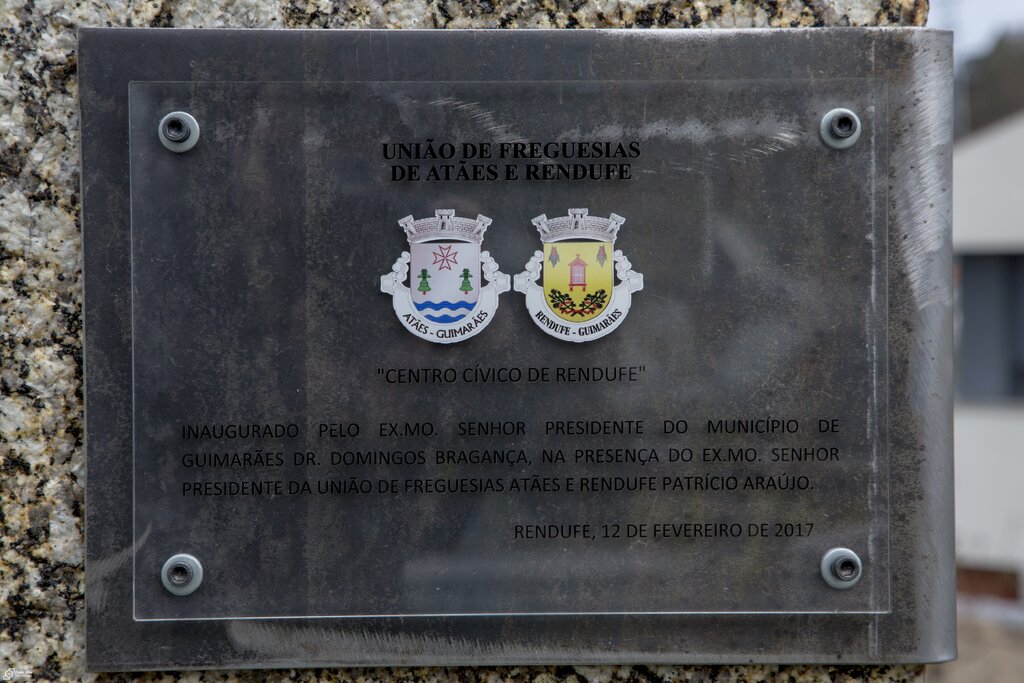 UNIÃO DE FREGUESIAS
DE ATÃES E RENDUFE
ATÃES - GUIMARÃES
RENDUFE - GUIMARÃES
"CENTRO CÍVICO DE RENDUFE"
INAUGURADO PELO EX.MO. SENHOR PRESIDENTE DO MUNICÍPIO DE
GUIMARÃES DR. DOMINGOS BRAGANÇA, NA PRESENÇA DO EX.MO. SENHOR
PRESIDENTE DA UNIÃO DE FREGUESIAS ATÃES E RENDUFE PATRÍCIO ARAÚJO.
RENDUFE, 12 DE FEVEREIRO DE 2017